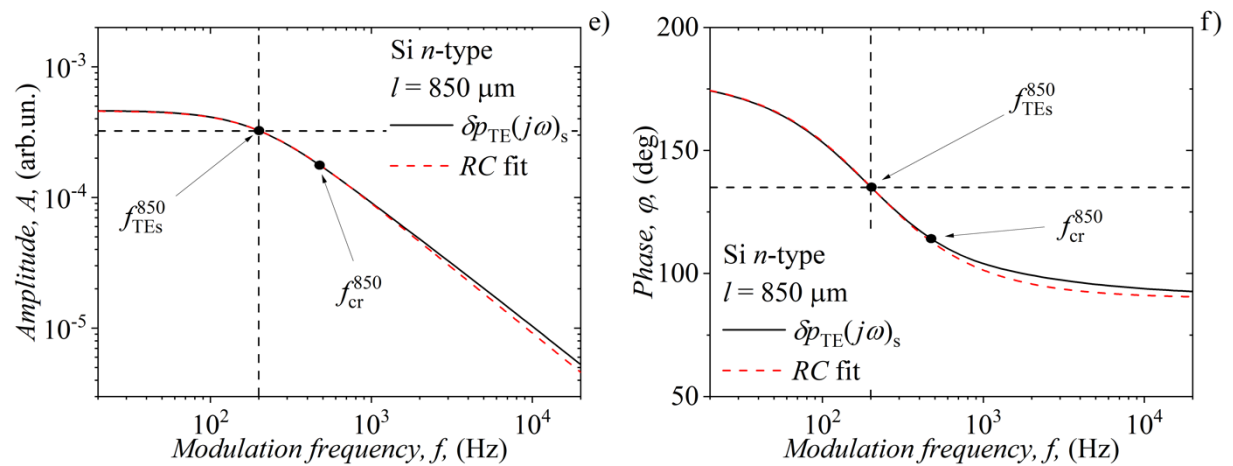 e)
Si n-type
l = 850 μm
δp_TE(jω)_s
RC fit
f_TEs^850
f_cr^850
10^-3
10^-4
10^-5
Amplitude, A, (arb.un.)
10^2 10^3 10^4
Modulation frequency, f, (Hz)
f)
200
150
100
50
Phase, φ, (deg)
f_TEs^850
f_cr^850
Si n-type
l = 850 μm
δp_TE(jω)_s
RC fit
10^2 10^3 10^4
Modulation frequency, f, (Hz)